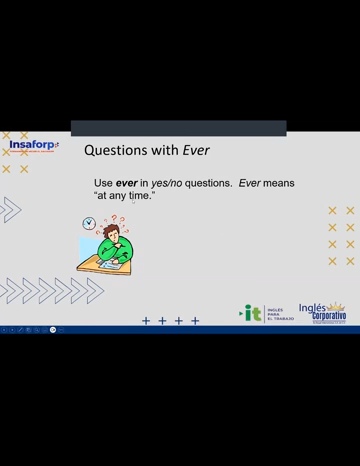 Insaforp
Questions with Ever
Use ever in yes/no questions. Ever means
"at any time."
it
INGLÉS
PARA
EL TRABAJO
Inglés
corporativo